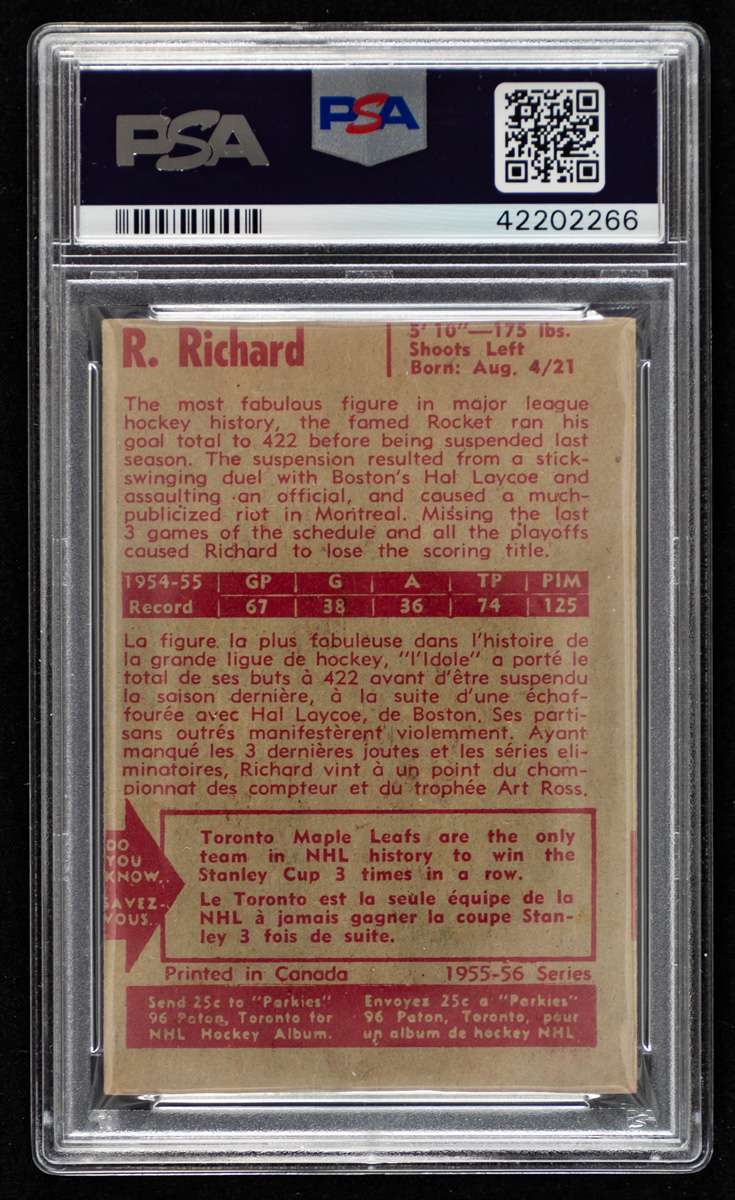 PSA
PSA
42202266
R. Richard
5' 10"—175 lbs.
Shoots Left
Born: Aug. 4/21
The most fabulous figure in major league
hockey history, the famed Rocket ran his
goal total to 422 before being suspended last
season. The suspension resulted from a stick-
swinging duel with Boston's Hal Laycoe and
assaulting an official, and caused a much-
publicized riot in Montreal. Missing the last
3 games of the schedule and all the playoffs
caused Richard to lose the scoring title.
1954-55 | GP | G | A | TP | PIM
Record | 67 | 38 | 36 | 74 | 125
La figure la plus fabuleuse dans l'histoire de
la grande ligue de hockey, "l'Idole" a porté le
total de ses buts à 422 avant d'être suspendu
la saison dernière, à la suite d'une échaf-
fourée avec Hal Laycoe, de Boston. Ses parti-
sans outrés manifestèrent violemment. Ayant
manqué les 3 dernières joutes et les séries eli-
minatoires, Richard vint à un point du cham-
pionnat des compteur et du trophée Art Ross.
DO
YOU
KNOW..
SAVEZ-
VOUS.
Toronto Maple Leafs are the only
team in NHL history to win the
Stanley Cup 3 times in a row.
Le Toronto est la seule équipe de la
NHL à jamais gagner la coupe Stan-
ley 3 fois de suite.
Printed in Canada 1955-56 Series
Send 25c to "Parkies"
96 Paton, Toronto for
NHL Hockey Album.
Envoyez 25c a "Parkies"
96 Paton, Toronto, pour
un album de hockey NHL
PSA